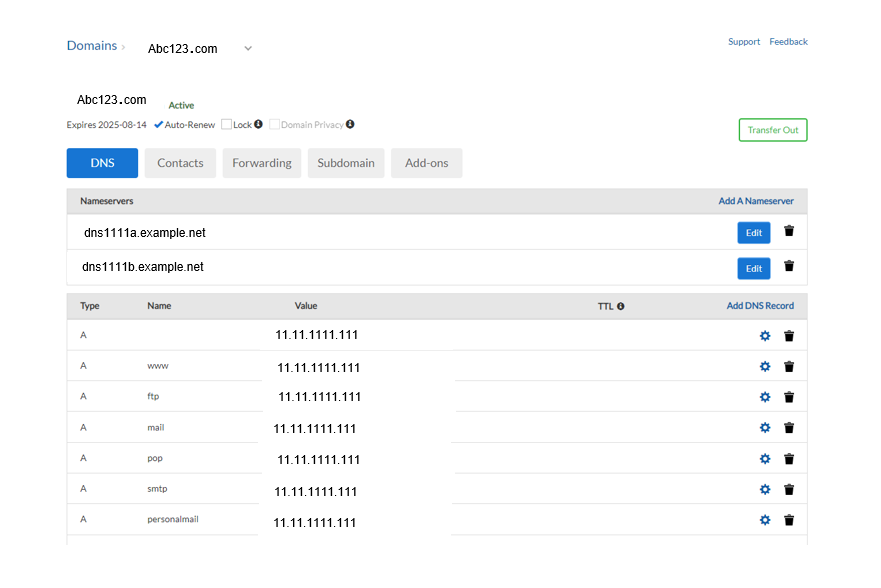 Domains › Abc123.com
Support Feedback
Abc123.com Active
Expires 2025-08-14 Auto-Renew Lock Domain Privacy
Transfer Out
DNS Contacts Forwarding Subdomain Add-ons
Nameservers Add A Nameserver
dns1111a.example.net Edit
dns1111b.example.net Edit
Type Name Value TTL Add DNS Record
A 11.11.1111.111
A www 11.11.1111.111
A ftp 11.11.1111.111
A mail 11.11.1111.111
A pop 11.11.1111.111
A smtp 11.11.1111.111
A personalmail 11.11.1111.111